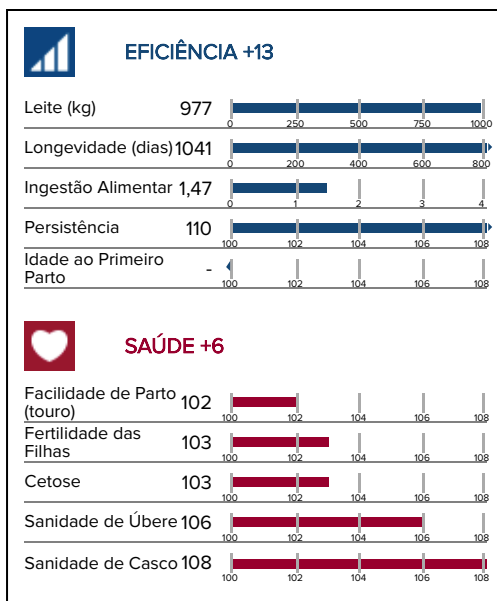 EFICIÊNCIA +13
Leite (kg) 977
0 250 500 750 1000
Longevidade (dias) 1041
0 200 400 600 800
Ingestão Alimentar 1,47
0 1 2 3 4
Persistência 110
100 102 104 106 108
Idade ao Primeiro
Parto -
100 102 104 106 108
SAÚDE +6
Facilidade de Parto
(touro) 102
100 102 104 106 108
Fertilidade das
Filhas 103
100 102 104 106 108
Cetose 103
100 102 104 106 108
Sanidade de Úbere 106
100 102 104 106 108
Sanidade de Casco 108
100 102 104 106 108